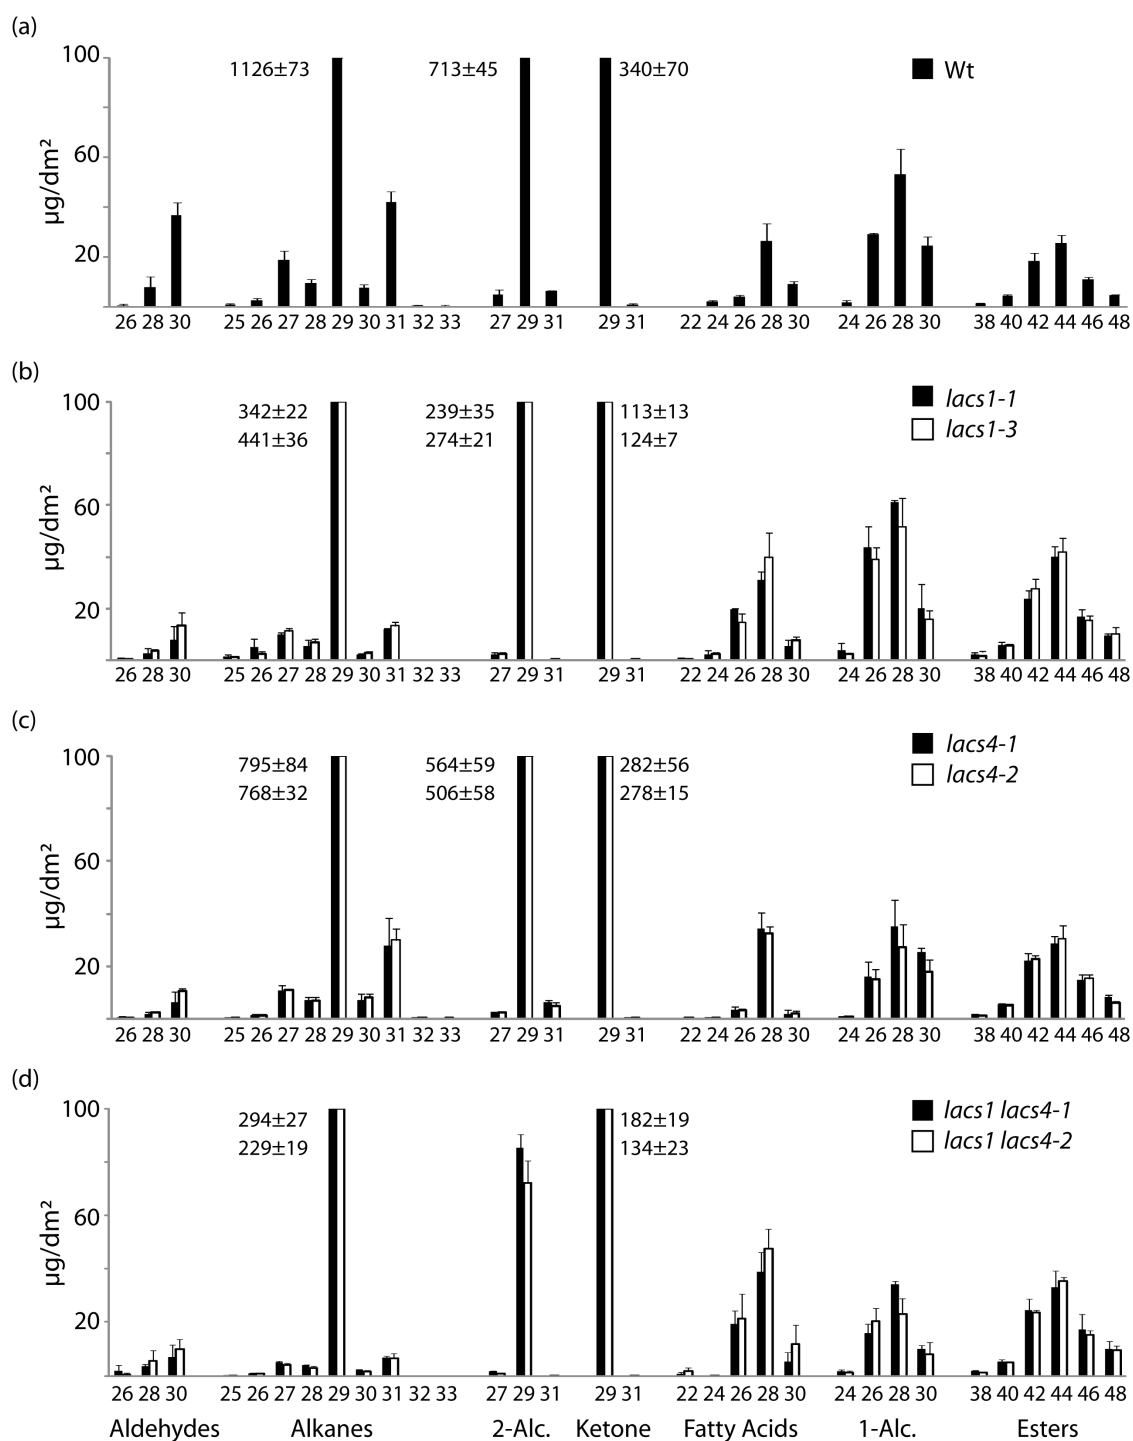 (a)
100
60
20
µg/dm²
1126±73
713±45
340±70
Wt
26 28 30 25 26 27 28 29 30 31 32 33 27 29 31 29 31 22 24 26 28 30 24 26 28 30 38 40 42 44 46 48
(b)
100
60
20
µg/dm²
342±22
441±36
239±35
274±21
113±13
124±7
lacs1-1
lacs1-3
26 28 30 25 26 27 28 29 30 31 32 33 27 29 31 29 31 22 24 26 28 30 24 26 28 30 38 40 42 44 46 48
(c)
100
60
20
µg/dm²
795±84
768±32
564±59
506±58
282±56
278±15
lacs4-1
lacs4-2
26 28 30 25 26 27 28 29 30 31 32 33 27 29 31 29 31 22 24 26 28 30 24 26 28 30 38 40 42 44 46 48
(d)
100
60
20
µg/dm²
294±27
229±19
182±19
134±23
lacs1 lacs4-1
lacs1 lacs4-2
26 28 30 25 26 27 28 29 30 31 32 33 27 29 31 29 31 22 24 26 28 30 24 26 28 30 38 40 42 44 46 48
Aldehydes Alkanes 2-Alc. Ketone Fatty Acids 1-Alc. Esters